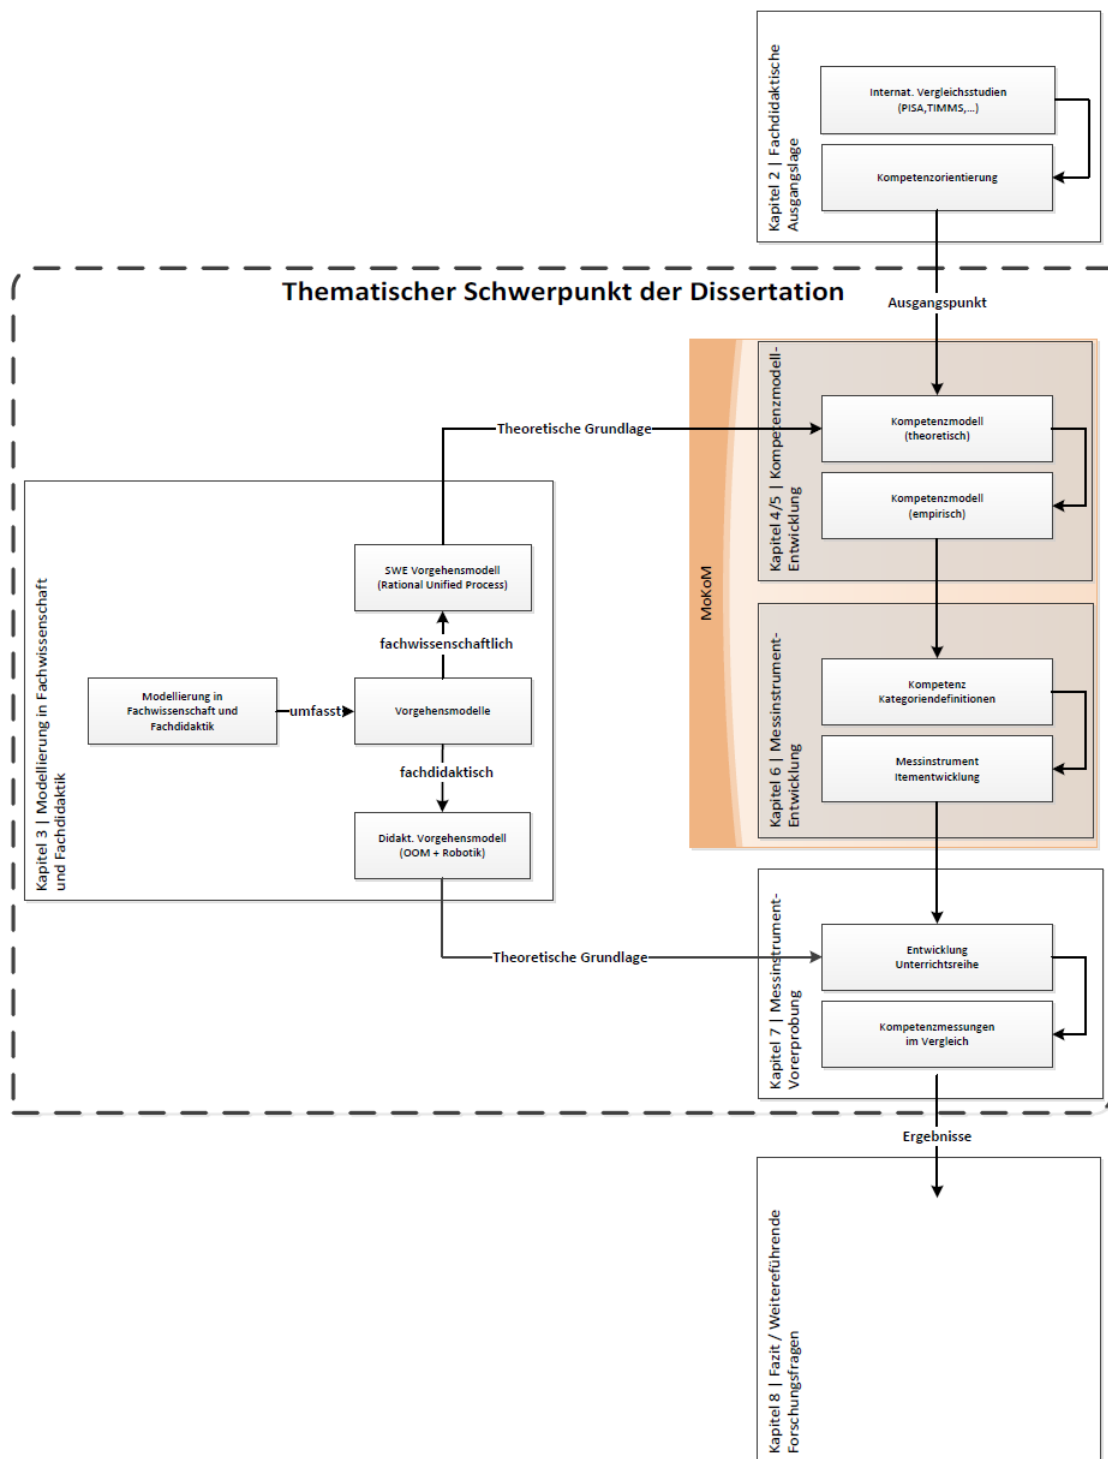 Kapitel 2 | Fachdidaktische
Ausgangslage
Internat. Vergleichsstudien
(PISA,TIMMS,...)
Kompetenzorientierung
Thematischer Schwerpunkt der Dissertation
Ausgangspunkt
MoKoM
Kapitel 4/5 | Kompetenzmodell-
Entwicklung
Kompetenzmodell
(theoretisch)
Kompetenzmodell
(empirisch)
Theoretische Grundlage
Kapitel 3 | Modellierung in Fachwissenschaft
und Fachdidaktik
SWE Vorgehensmodell
(Rational Unified Process)
fachwissenschaftlich
Modellierung in
Fachwissenschaft und
Fachdidaktik
umfasst
Vorgehensmodelle
fachdidaktisch
Didakt. Vorgehensmodell
(OOM + Robotik)
Kapitel 6 | Messinstrument-
Entwicklung
Kompetenz
Kategoriendefinitionen
Messinstrument
Itementwicklung
Theoretische Grundlage
Kapitel 7 | Messinstrument-
Vorerprobung
Entwicklung
Unterrichtsreihe
Kompetenzmessungen
im Vergleich
Ergebnisse
Kapitel 8 | Fazit / Weitereführende
Forschungsfragen